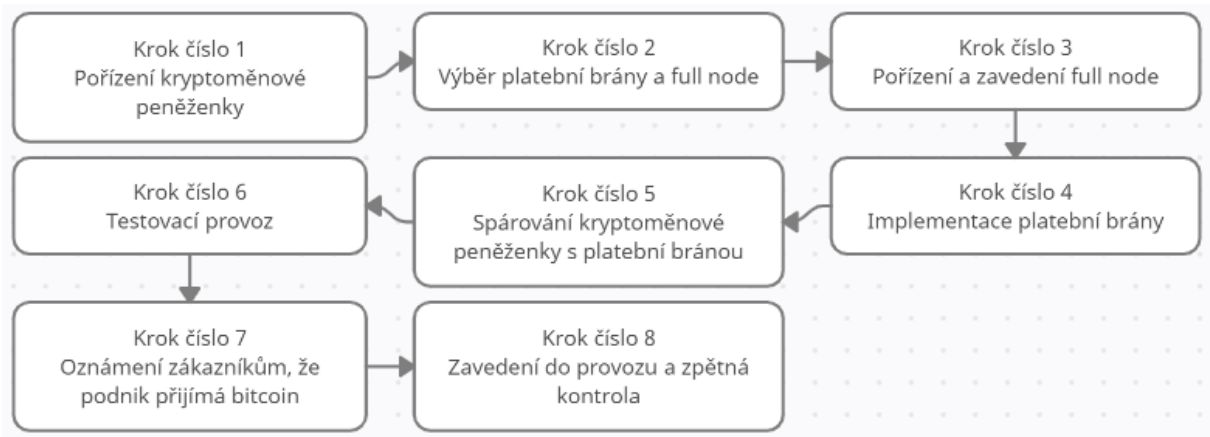 Krok číslo 1
Pořízení kryptoměnové
peněženky
Krok číslo 2
Výběr platební brány a full node
Krok číslo 3
Pořízení a zavedení full node
Krok číslo 4
Implementace platební brány
Krok číslo 5
Spárování kryptoměnové
peněženky s platební bránou
Krok číslo 6
Testovací provoz
Krok číslo 7
Oznámení zákazníkům, že
podnik přijímá bitcoin
Krok číslo 8
Zavedení do provozu a zpětná
kontrola